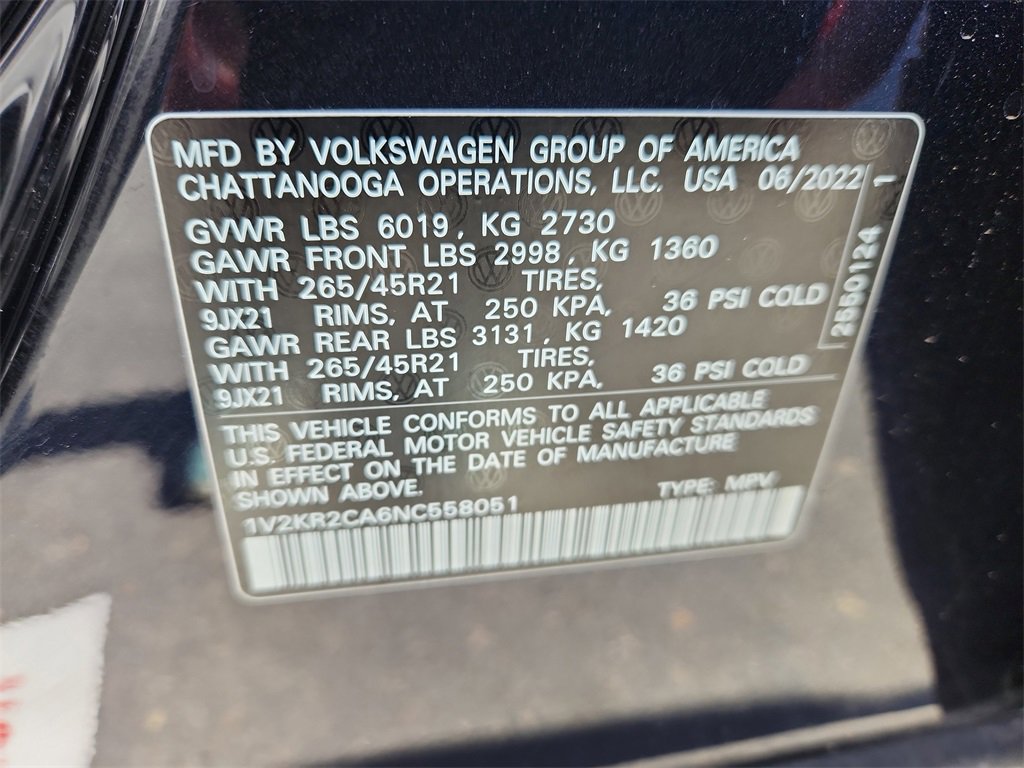 MFD BY VOLKSWAGEN GROUP OF AMERICA
CHATTANOOGA OPERATIONS, LLC. USA 06/2022
GVWR LBS 6019, KG 2730
GAWR FRONT LBS 2998, KG 1360
WITH 265/45R21 TIRES,
9JX21 RIMS, AT 250 KPA, 36 PSI COLD
GAWR REAR LBS 3131, KG 1420
WITH 265/45R21 TIRES,
9JX21 RIMS, AT 250 KPA, 36 PSI COLD
2550124 1
THIS VEHICLE CONFORMS TO ALL APPLICABLE
U.S. FEDERAL MOTOR VEHICLE SAFETY STANDARDS
IN EFFECT ON THE DATE OF MANUFACTURE
SHOWN ABOVE.
1V2KR2CA6NC558051 TYPE: MPV